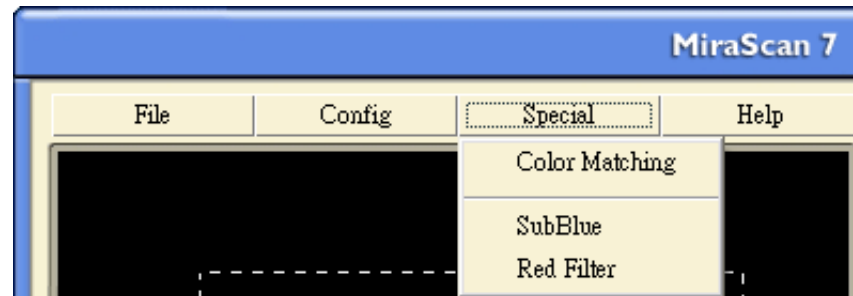 MiraScan 7
File Config Special Help
Color Matching
SubBlue
Red Filter